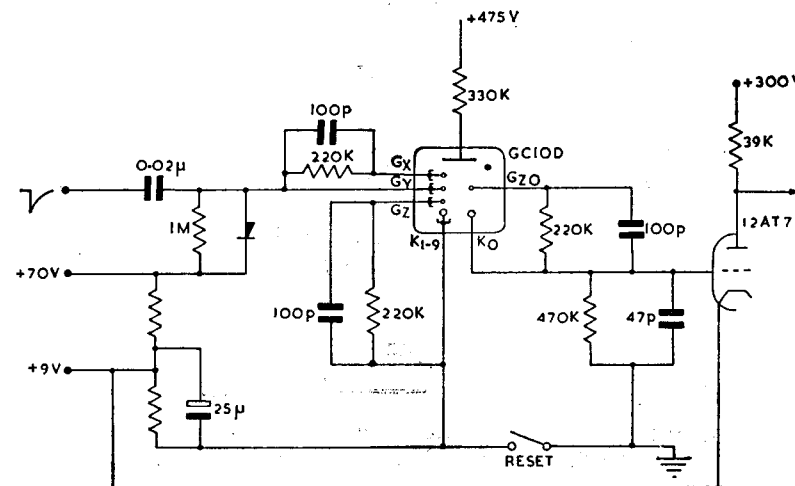 +475V
330K
+300V
39K
100p
220K
GX
GY
GZ
GC10D
GZO
0·02µ
1M
K1-9
KO
220K
100p
12AT7
+70V
100p
220K
470K
47p
+9V
25µ
RESET